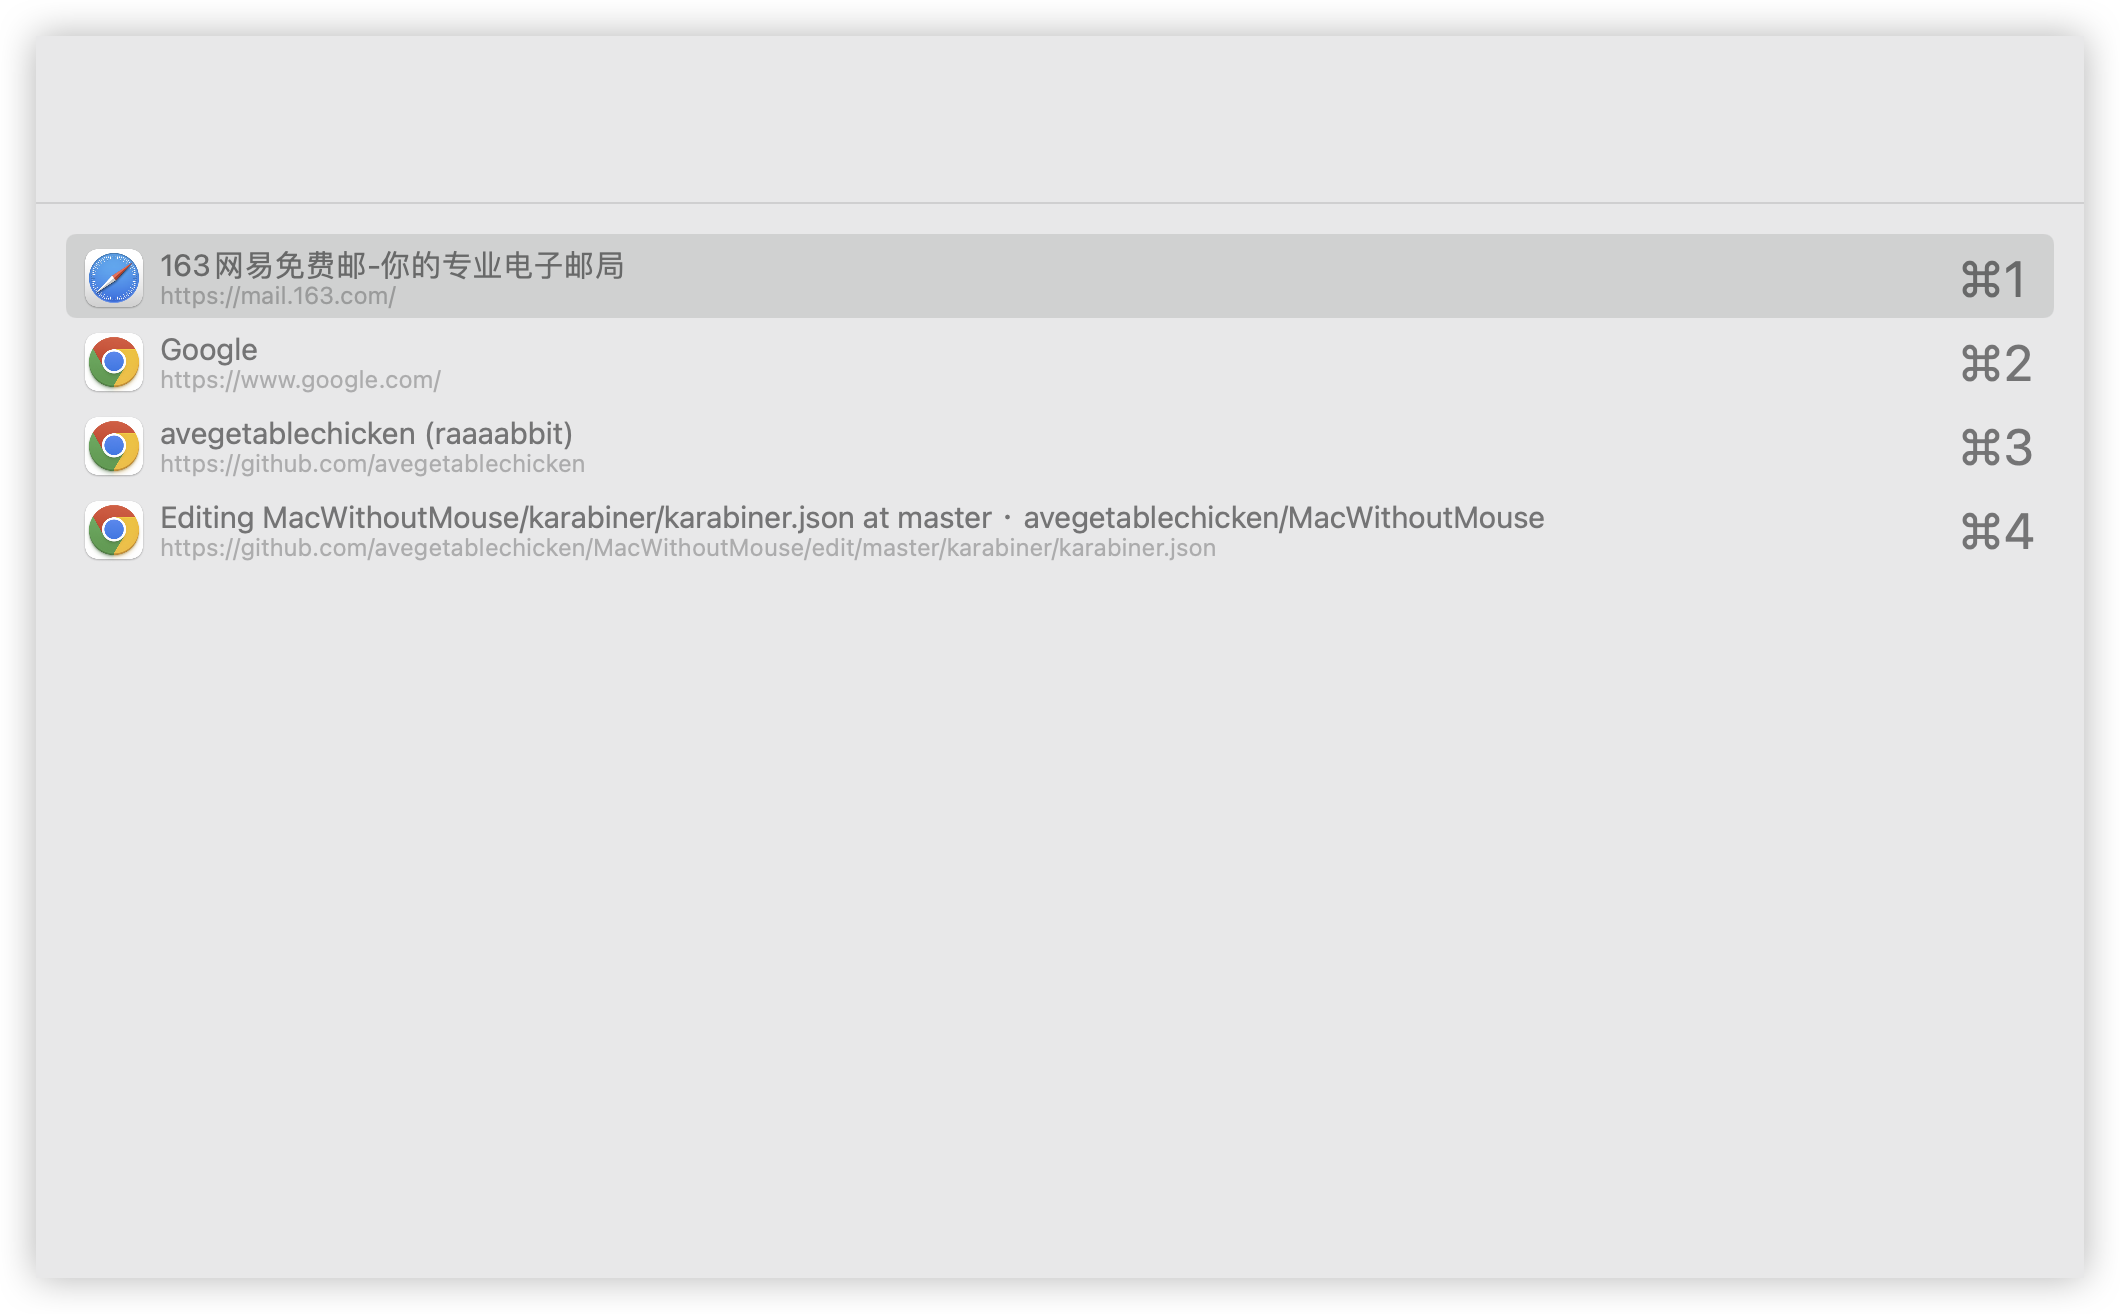 163网易免费邮-你的专业电子邮局
https://mail.163.com/
⌘1
Google
https://www.google.com/
⌘2
avegetablechicken (raaaabbit)
https://github.com/avegetablechicken
⌘3
Editing MacWithoutMouse/karabiner/karabiner.json at master · avegetablechicken/MacWithoutMouse
https://github.com/avegetablechicken/MacWithoutMouse/edit/master/karabiner/karabiner.json
⌘4